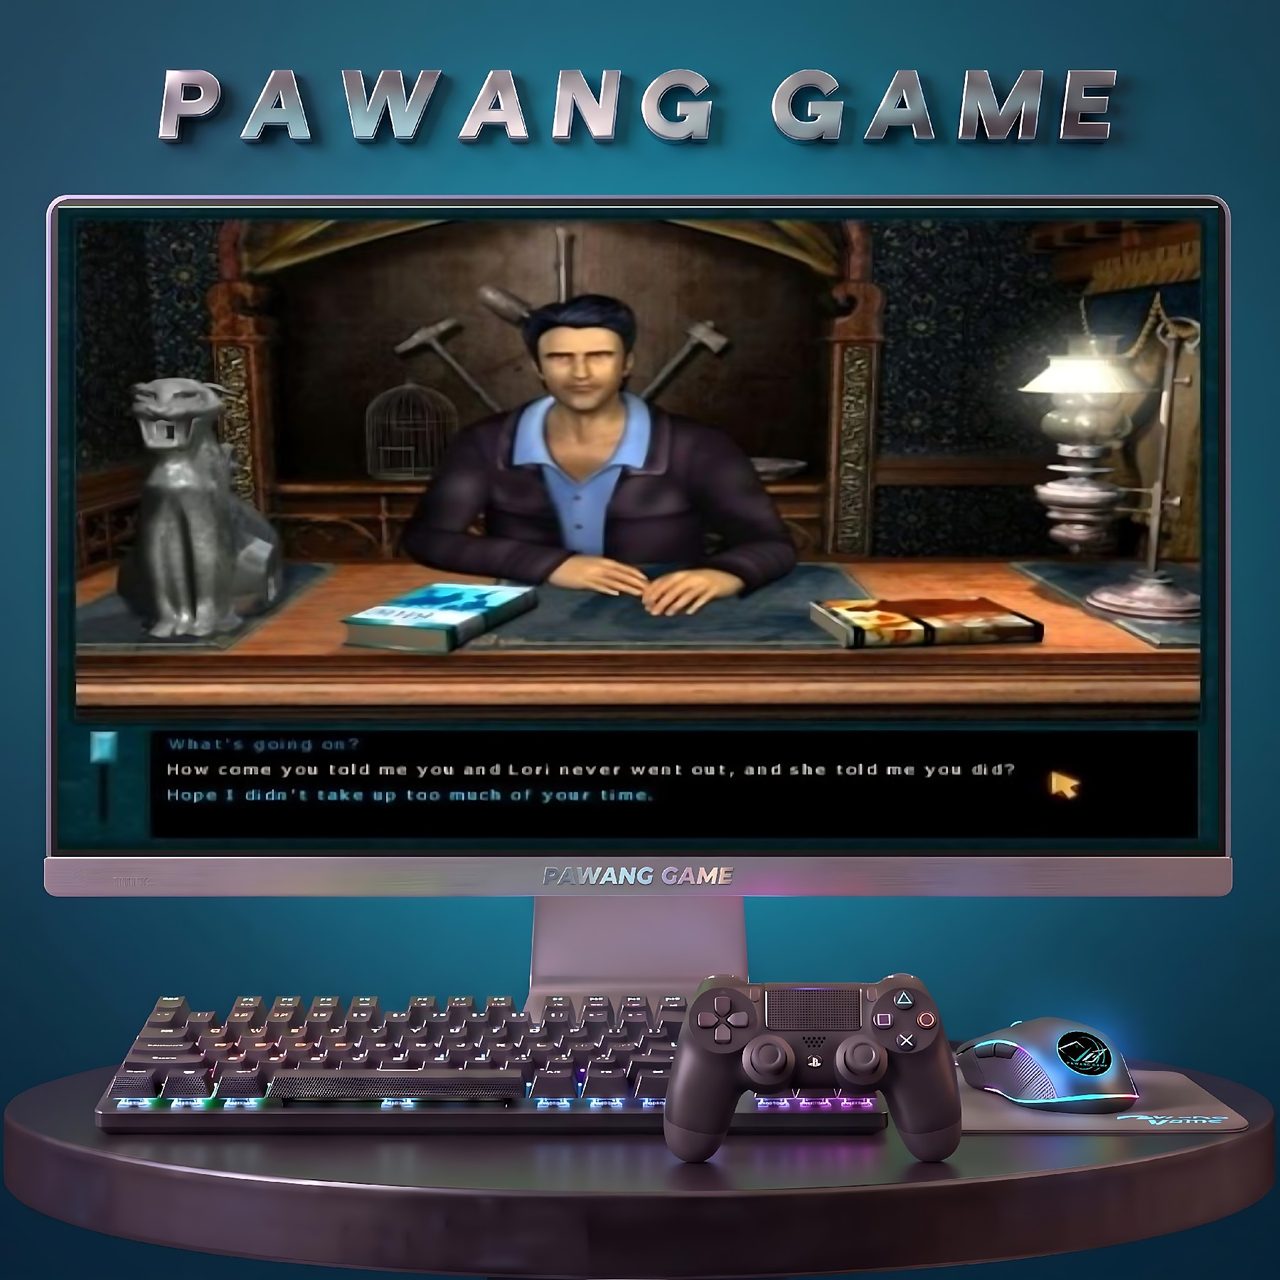 PAWANG GAME
What's going on?
How come you told me you and Lori never went out, and she told me you did?
Hope I didn't take up too much of your time.
PAWANG GAME